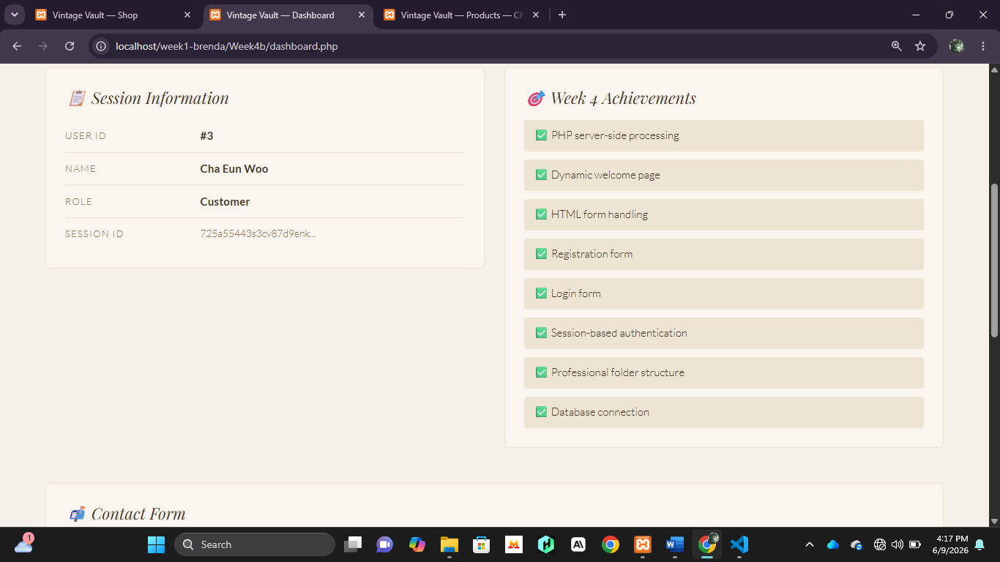 Vintage Vault — Shop
Vintage Vault — Dashboard
Vintage Vault — Products — CR
localhost/week1-brenda/Week4b/dashboard.php
📋 Session Information
USER ID #3
NAME Cha Eun Woo
ROLE Customer
SESSION ID 725a55443s3cv87d9enk...
🎯 Week 4 Achievements
✅ PHP server-side processing
✅ Dynamic welcome page
✅ HTML form handling
✅ Registration form
✅ Login form
✅ Session-based authentication
✅ Professional folder structure
✅ Database connection
📬 Contact Form
1
Search
4:17 PM
6/9/2026